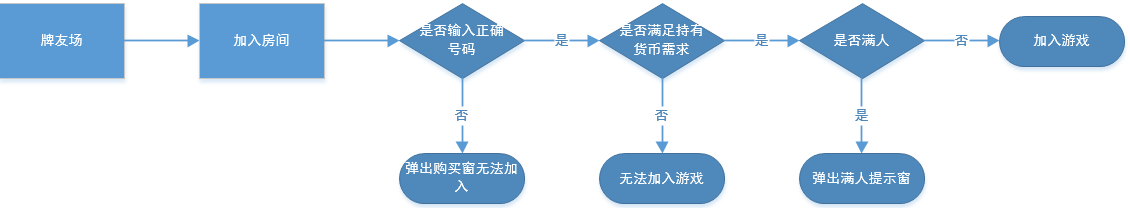 牌友场
加入房间
是否输入正确
号码
是
是否满足持有
货币需求
是
是否满人
否
加入游戏
否
否
是
弹出购买窗无法加
入
无法加入游戏
弹出满人提示窗